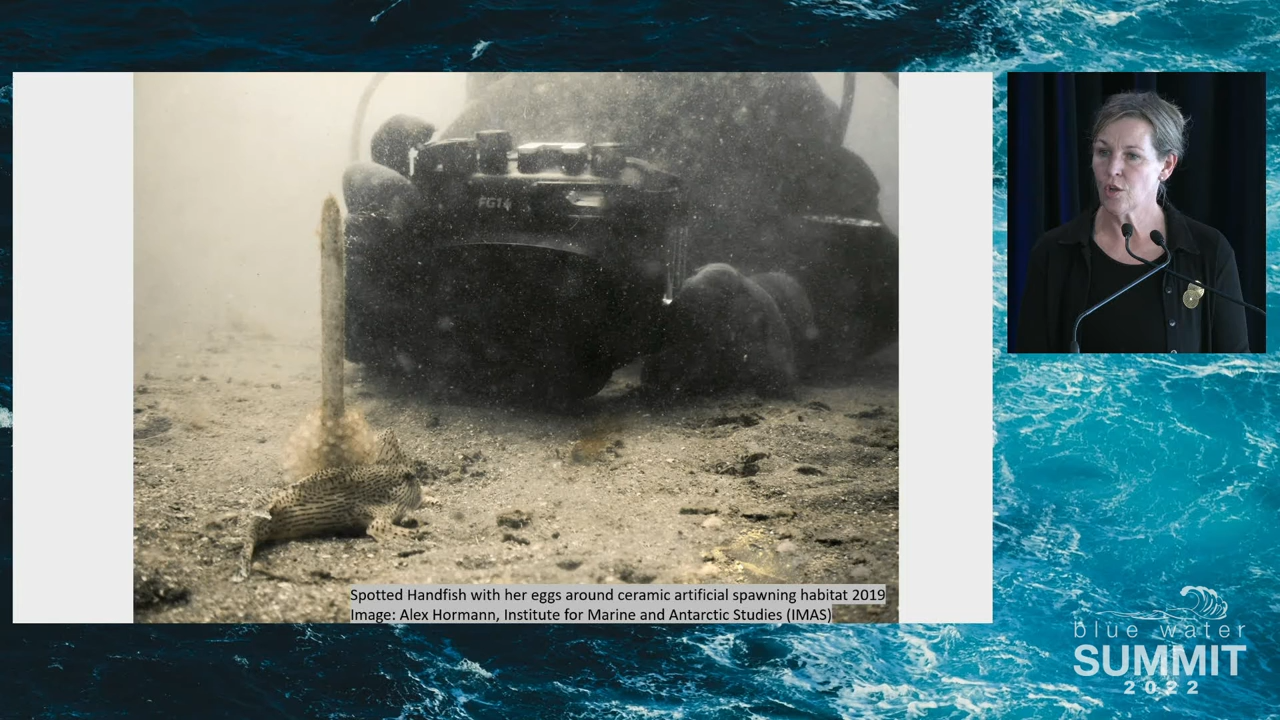 FG14
Spotted Handfish with her eggs around ceramic artificial spawning habitat 2019
Image: Alex Hormann, Institute for Marine and Antarctic Studies (IMAS)
blue water
SUMMIT
2022